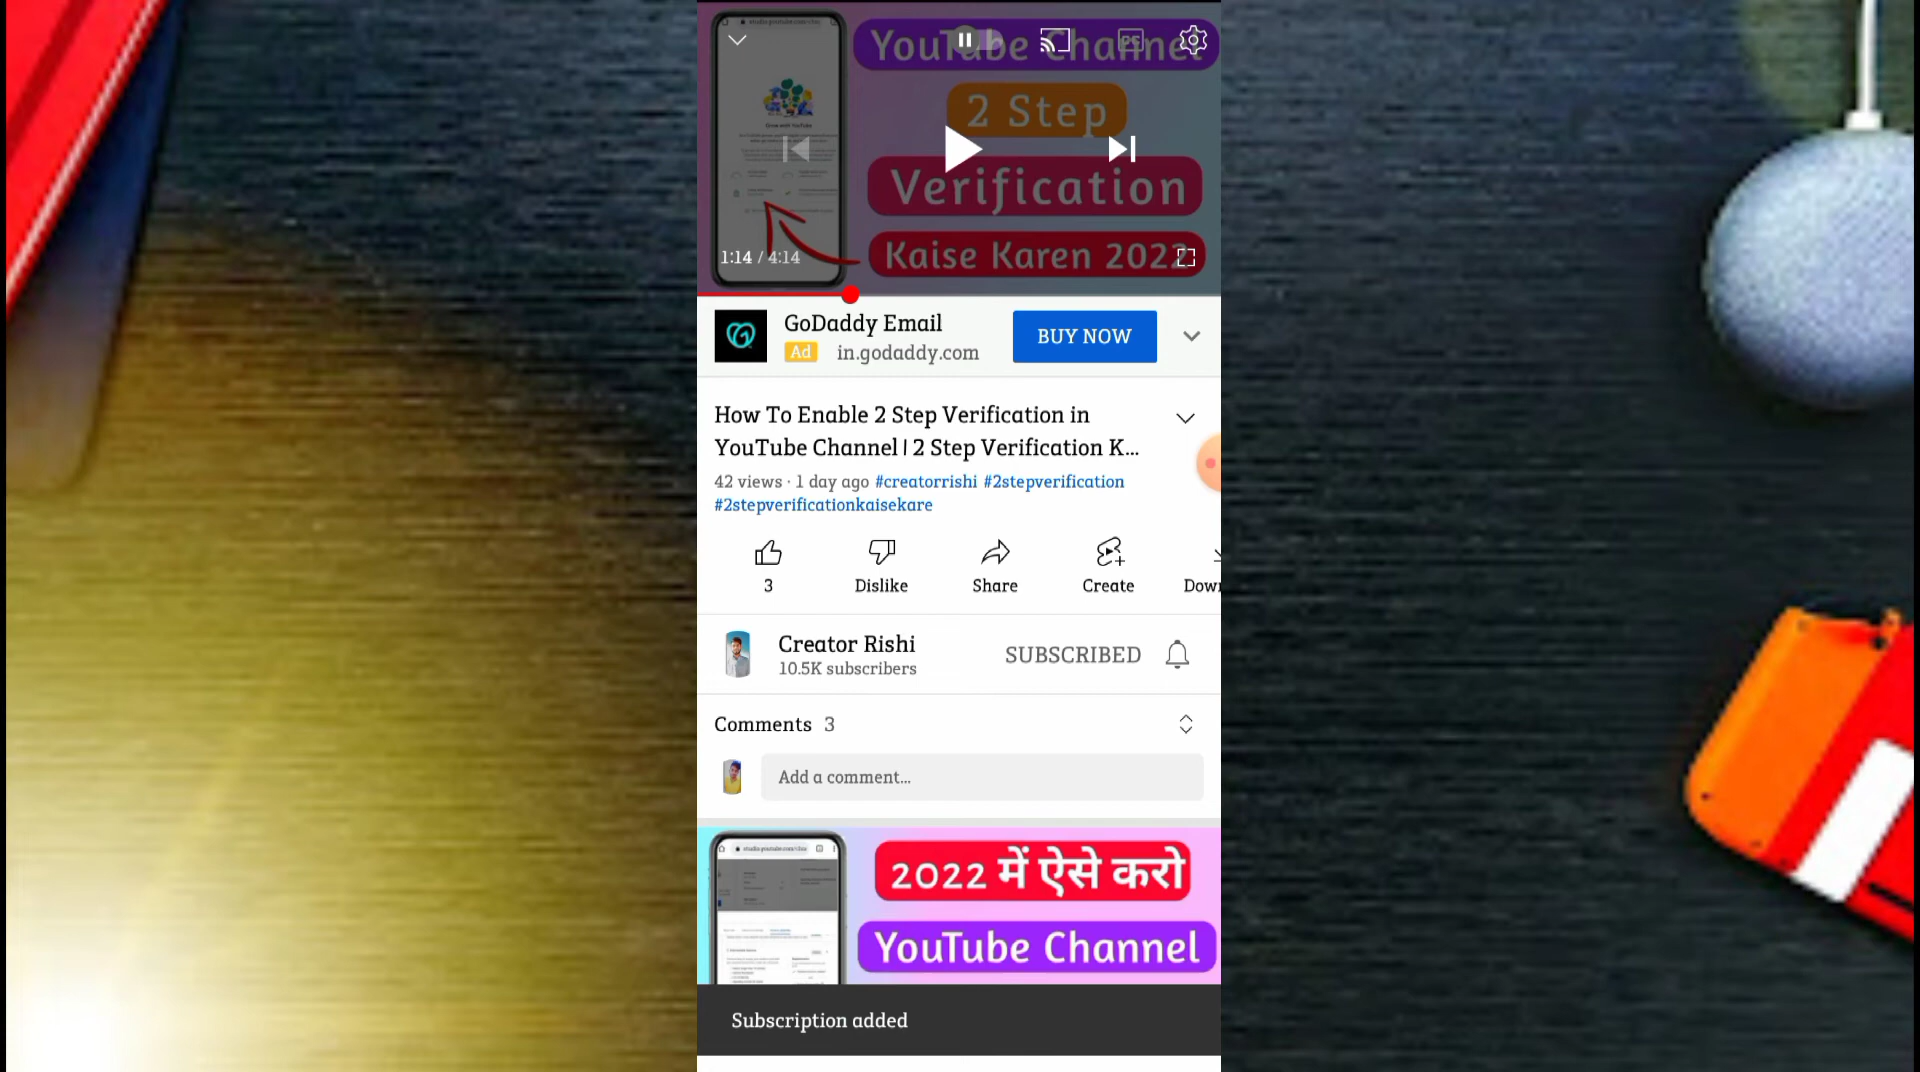 YouTube Channel
2 Step
Verification
Kaise Karen 2022
1:14 / 4:14
GoDaddy Email
BUY NOW
Ad in.godaddy.com
How To Enable 2 Step Verification in
YouTube Channel | 2 Step Verification K...
42 views · 1 day ago #creatorrishi #2stepverification
#2stepverificationkaisekare
3 Dislike Share Create Down
Creator Rishi
10.5K subscribers
SUBSCRIBED
Comments 3
Add a comment...
2022 में ऐसे करो
YouTube Channel
Subscription added